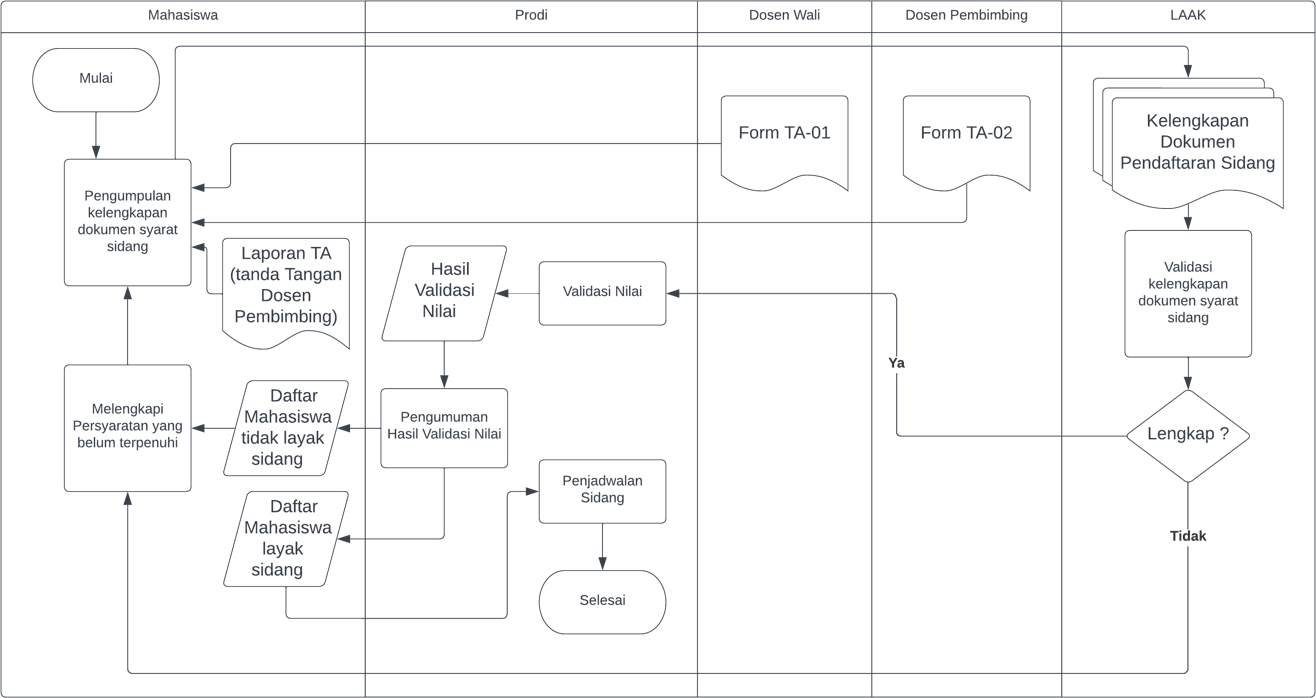 Mahasiswa
Prodi
Dosen Wali
Dosen Pembimbing
LAAK
Mulai
Pengumpulan
kelengkapan
dokumen syarat
sidang
Laporan TA
(tanda Tangan
Dosen
Pembimbing)
Melengkapi
Persyaratan yang
belum terpenuhi
Daftar
Mahasiswa
tidak layak
sidang
Daftar
Mahasiswa
layak
sidang
Hasil
Validasi
Nilai
Validasi Nilai
Pengumuman
Hasil Validasi Nilai
Penjadwalan
Sidang
Selesai
Form TA-01
Form TA-02
Kelengkapan
Dokumen
Pendaftaran Sidang
Validasi
kelengkapan
dokumen syarat
sidang
Lengkap ?
Ya
Tidak